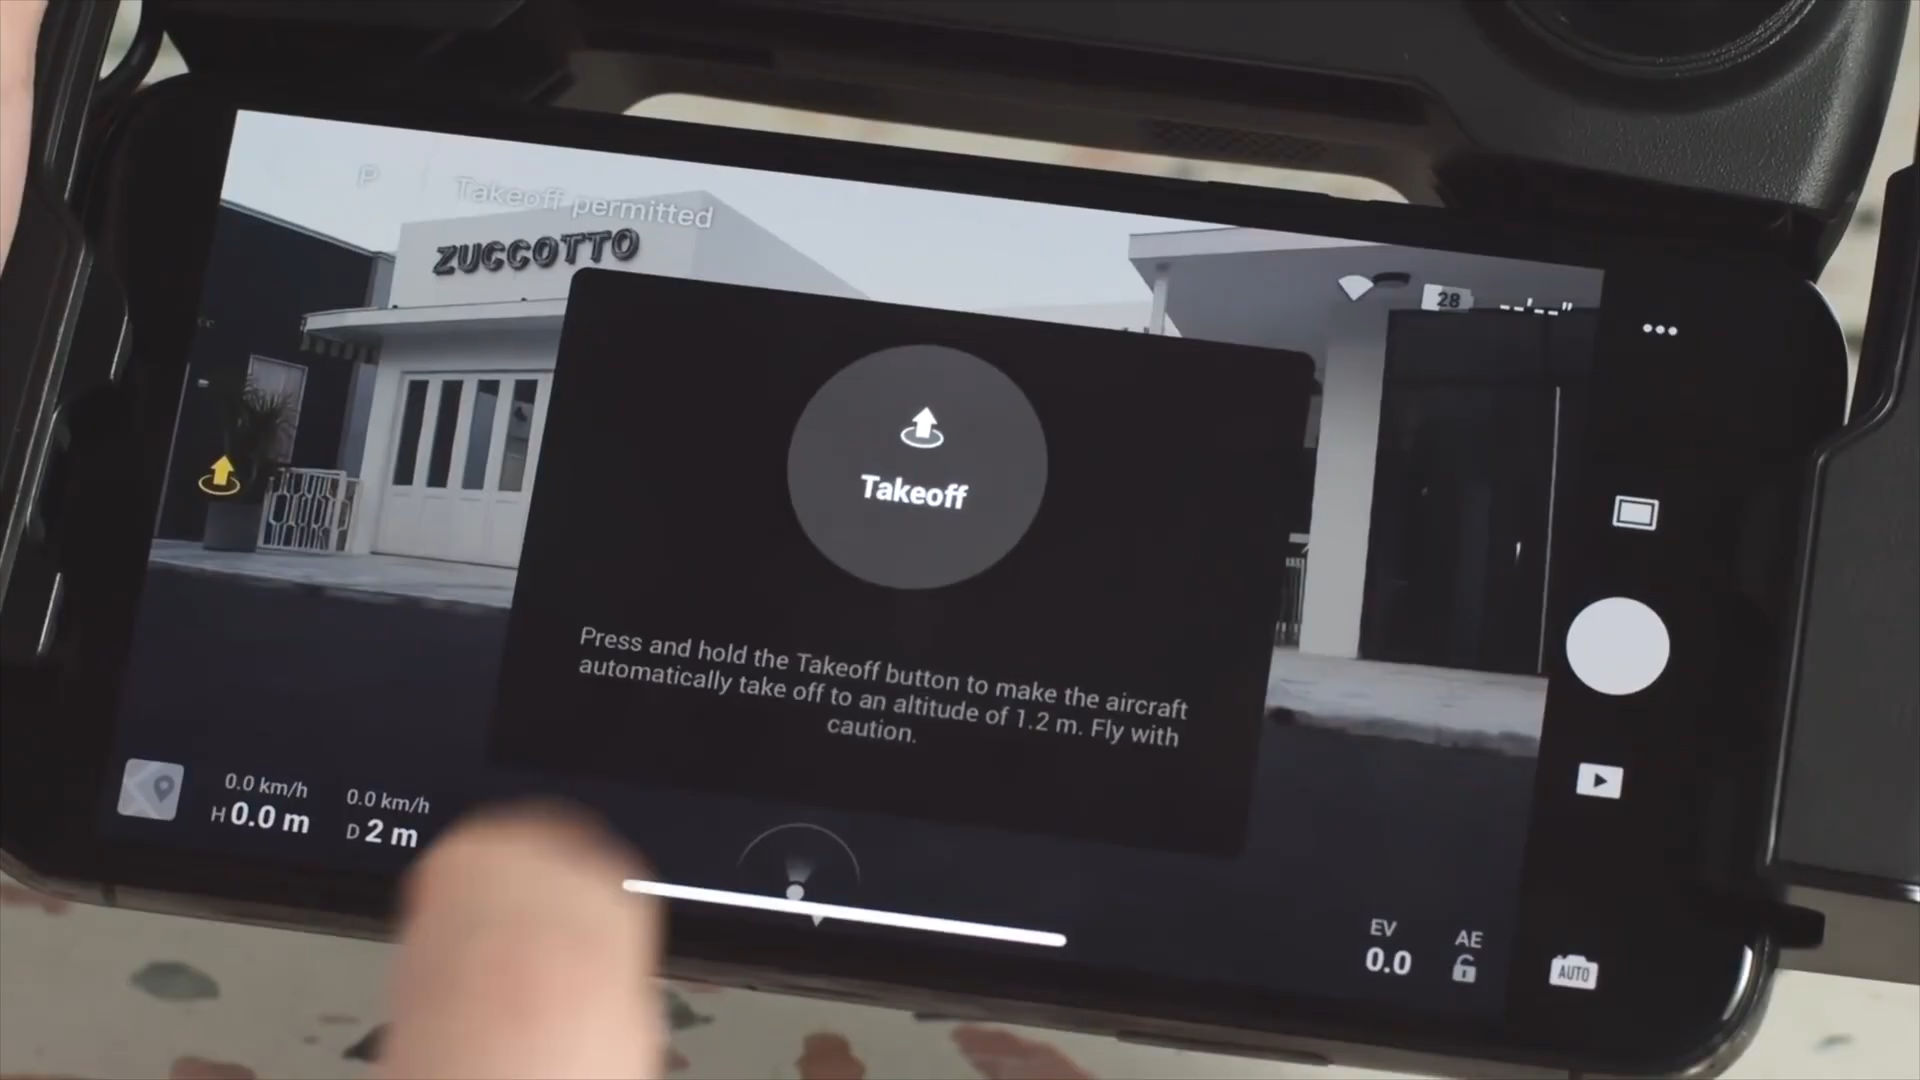 P
Takeoff permitted
ZUCCOTTO
28
--'--"
Takeoff
Press and hold the Takeoff button to make the aircraft
automatically take off to an altitude of 1.2 m. Fly with
caution.
0.0 km/h
0.0 km/h
H 0.0 m
D 2 m
EV
AE
0.0
AUTO